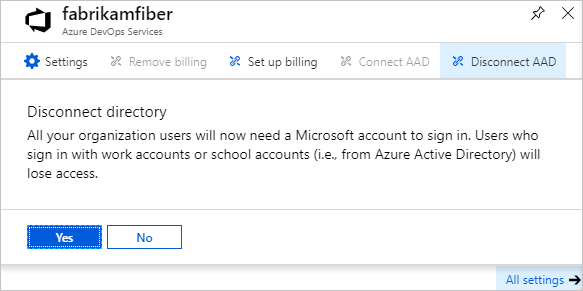 fabrikamfiber
Azure DevOps Services
Settings Remove billing Set up billing Connect AAD Disconnect AAD
Disconnect directory
All your organization users will now need a Microsoft account to sign in. Users who
sign in with work accounts or school accounts (i.e., from Azure Active Directory) will
lose access.
Yes No
All settings